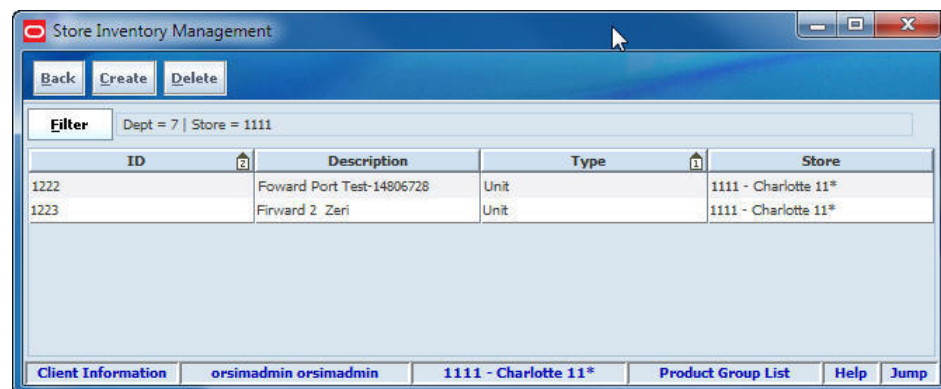 Store Inventory Management
Back Create Delete
Filter Dept = 7 | Store = 1111
ID 2 Description Type 1 Store
1222 Foward Port Test-14806728 Unit 1111 - Charlotte 11*
1223 Firward 2 Zeri Unit 1111 - Charlotte 11*
Client Information orsimadmin orsimadmin 1111 - Charlotte 11* Product Group List Help Jump